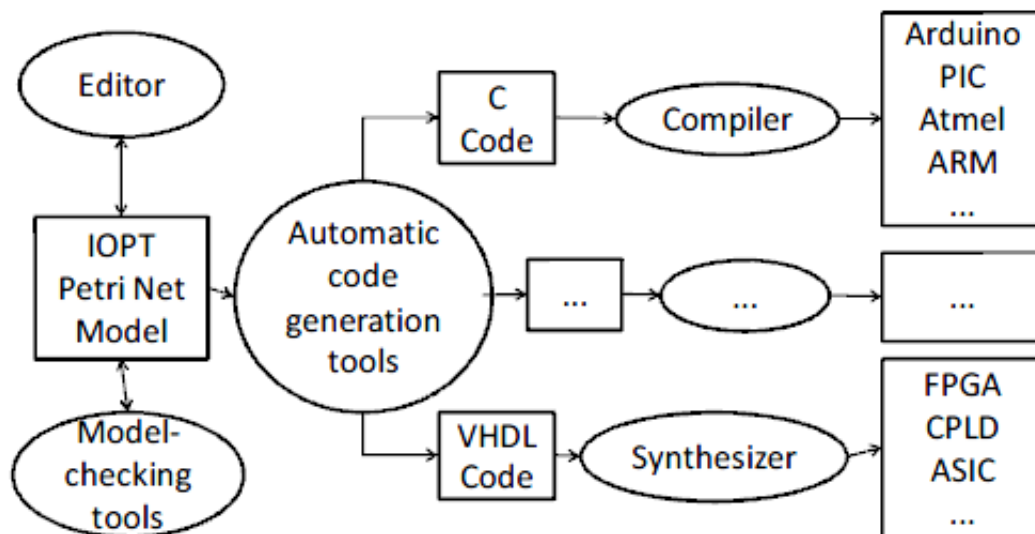 Editor
IOPT
Petri Net
Model
Model-
checking
tools
Automatic
code
generation
tools
C
Code
Compiler
Arduino
PIC
Atmel
ARM
...
...
...
...
VHDL
Code
Synthesizer
FPGA
CPLD
ASIC
...